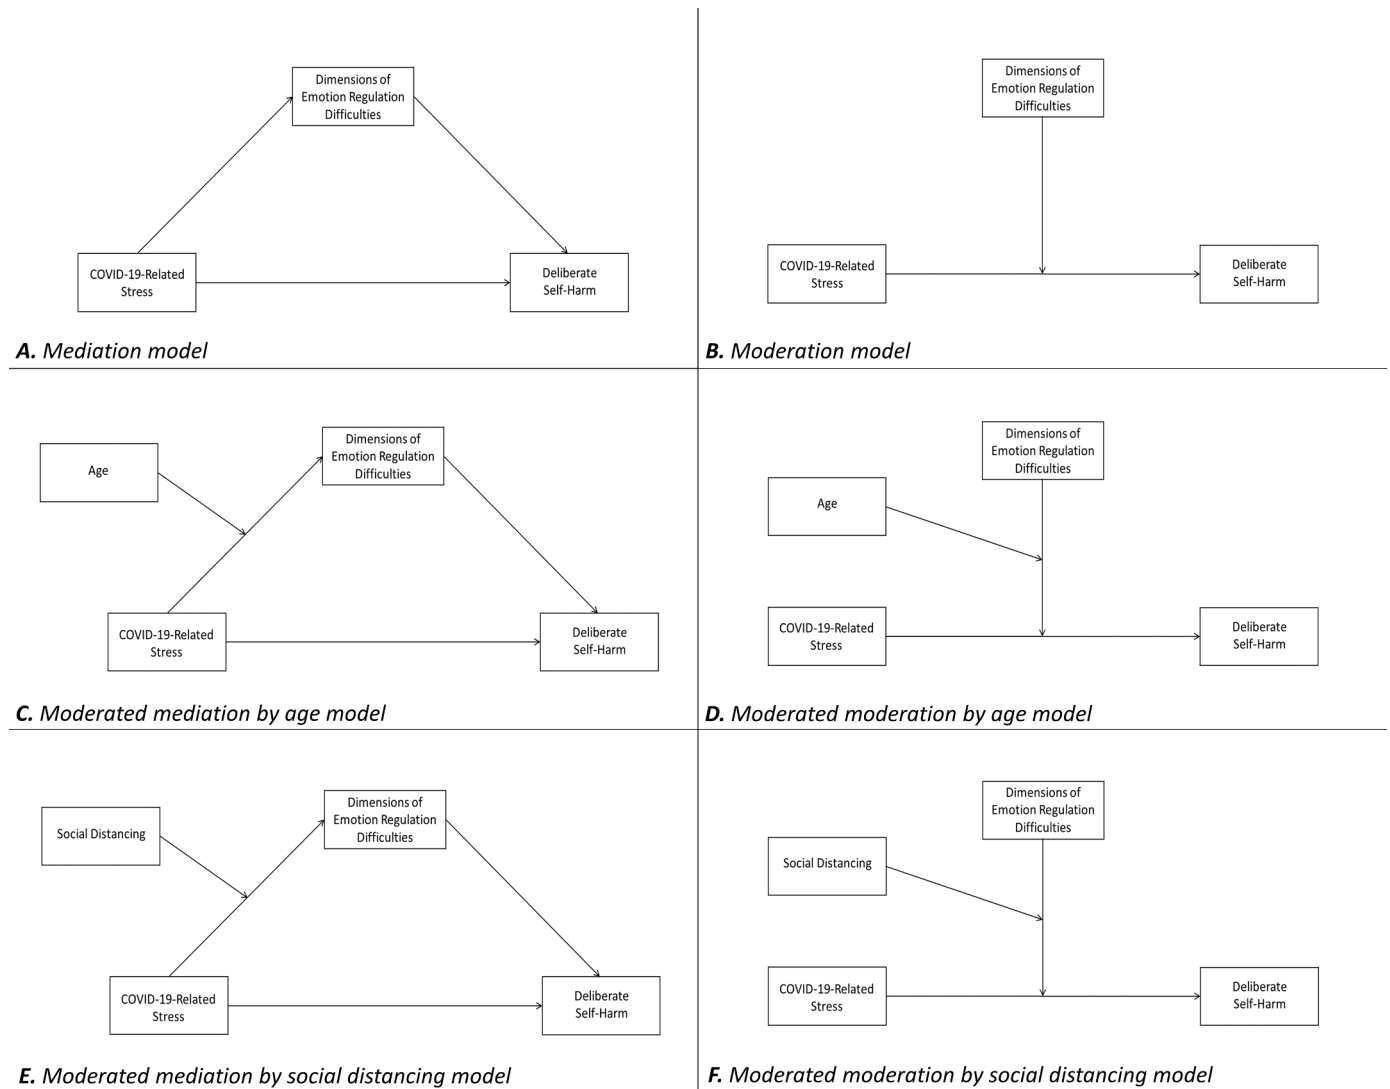 Dimensions of
Emotion Regulation
Difficulties
COVID-19-Related
Stress
Deliberate
Self-Harm
A. Mediation model
Dimensions of
Emotion Regulation
Difficulties
COVID-19-Related
Stress
Deliberate
Self-Harm
B. Moderation model
Age
Dimensions of
Emotion Regulation
Difficulties
COVID-19-Related
Stress
Deliberate
Self-Harm
C. Moderated mediation by age model
Dimensions of
Emotion Regulation
Difficulties
Age
COVID-19-Related
Stress
Deliberate
Self-Harm
D. Moderated moderation by age model
Social Distancing
Dimensions of
Emotion Regulation
Difficulties
COVID-19-Related
Stress
Deliberate
Self-Harm
E. Moderated mediation by social distancing model
Dimensions of
Emotion Regulation
Difficulties
Social Distancing
COVID-19-Related
Stress
Deliberate
Self-Harm
F. Moderated moderation by social distancing model